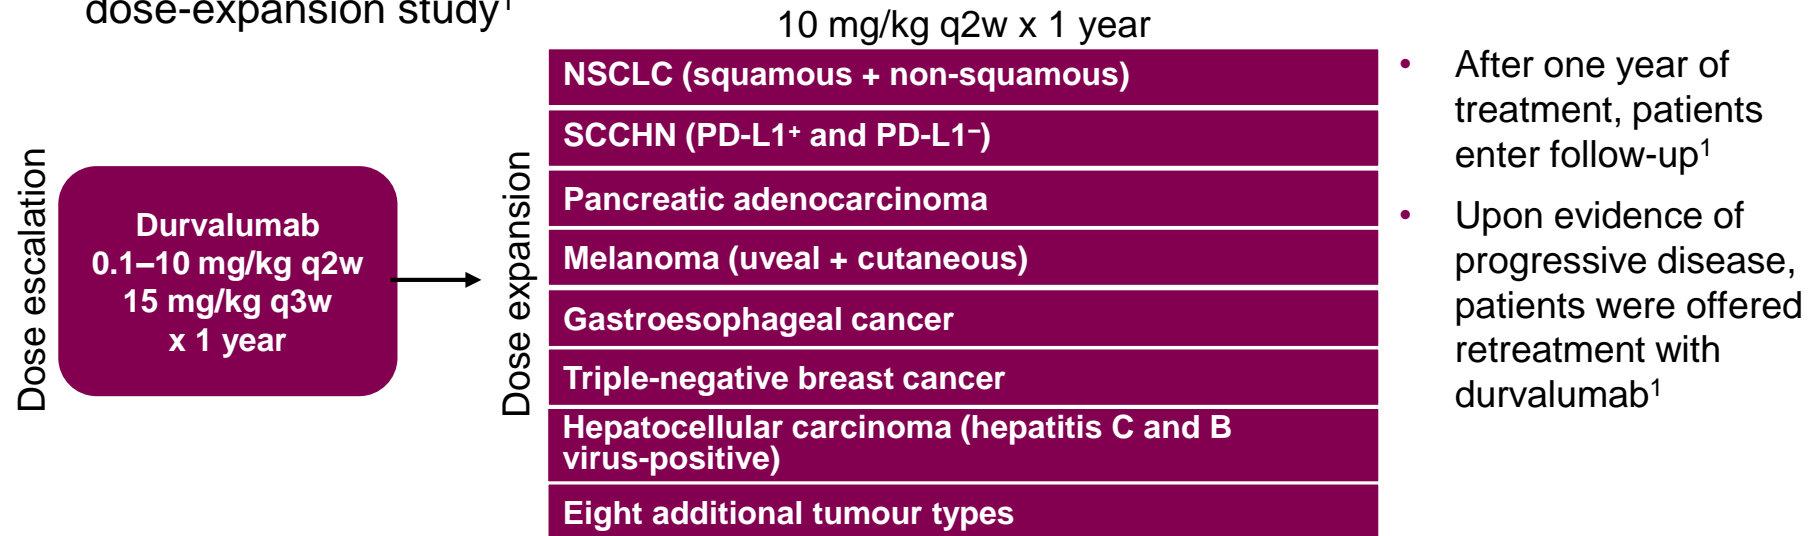 dose-expansion study¹
10 mg/kg q2w x 1 year
Dose escalation
Durvalumab
0.1–10 mg/kg q2w
15 mg/kg q3w
x 1 year
Dose expansion
NSCLC (squamous + non-squamous)
SCCHN (PD-L1⁺ and PD-L1⁻)
Pancreatic adenocarcinoma
Melanoma (uveal + cutaneous)
Gastroesophageal cancer
Triple-negative breast cancer
Hepatocellular carcinoma (hepatitis C and B
virus-positive)
Eight additional tumour types
• After one year of
treatment, patients
enter follow-up¹
• Upon evidence of
progressive disease,
patients were offered
retreatment with
durvalumab¹